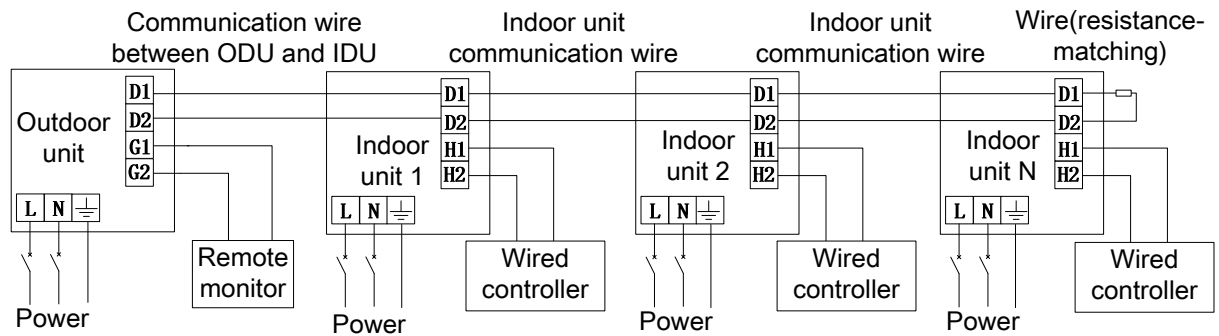 Communication wire
between ODU and IDU
Indoor unit
communication wire
Indoor unit
communication wire
Wire(resistance-
matching)
Outdoor
unit
D1
D2
G1
G2
L N
Remote
monitor
Power
Indoor
unit 1
D1
D2
H1
H2
L N
Wired
controller
Power
Indoor
unit 2
D1
D2
H1
H2
L N
Wired
controller
Power
Indoor
unit N
D1
D2
H1
H2
L N
Wired
controller
Power